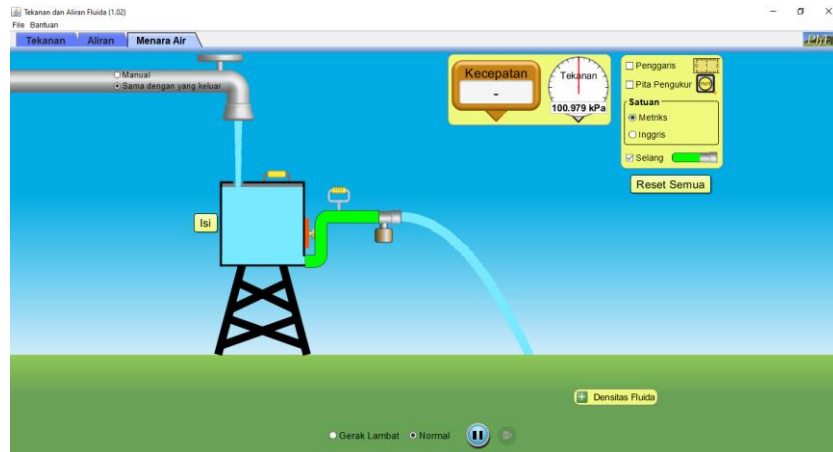 Tekanan dan Aliran Fluida (1.02)
File Bantuan
Tekanan Aliran Menara Air
Manual
Sama dengan yang keluar
Kecepatan
-
Tekanan
100.979 kPa
Penggaris
Pita Pengukur
Satuan
Metriks
Inggris
Selang
Reset Semua
Isi
Densitas Fluida
Gerak Lambat Normal